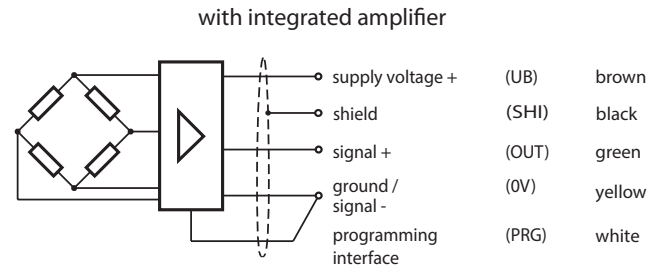 with integrated amplifier
supply voltage + (UB) brown
shield (SHI) black
signal + (OUT) green
ground / (0V) yellow
signal -
programming (PRG) white
interface